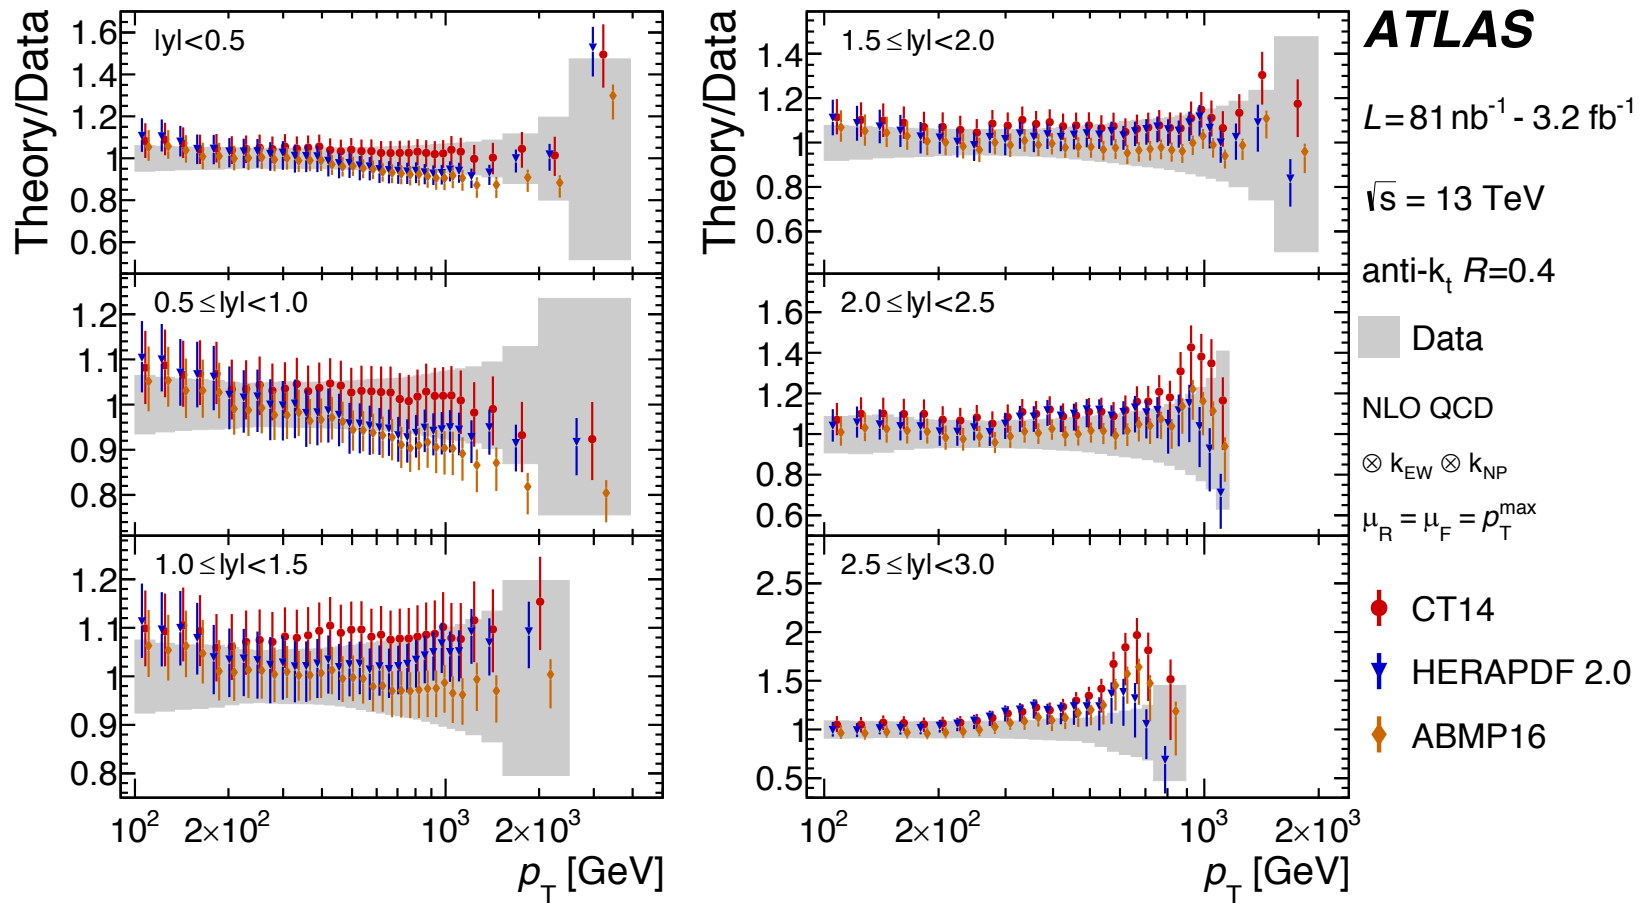 Theory/Data
|y|<0.5
1.6
1.4
1.2
1
0.8
0.6
0.5≤|y|<1.0
1.2
1.1
1
0.9
0.8
1.0≤|y|<1.5
1.2
1.1
1
0.9
0.8
10² 2×10² 10³ 2×10³
p_T [GeV]
Theory/Data
1.5≤|y|<2.0
1.4
1.2
1
0.8
0.6
2.0≤|y|<2.5
1.6
1.4
1.2
1
0.8
0.6
2.5≤|y|<3.0
2.5
2
1.5
1
0.5
10² 2×10² 10³ 2×10³
p_T [GeV]
ATLAS
L=81 nb⁻¹ - 3.2 fb⁻¹
√s = 13 TeV
anti-k_t R=0.4
Data
NLO QCD
⊗ k_EW ⊗ k_NP
μ_R = μ_F = p_T^max
CT14
HERAPDF 2.0
ABMP16